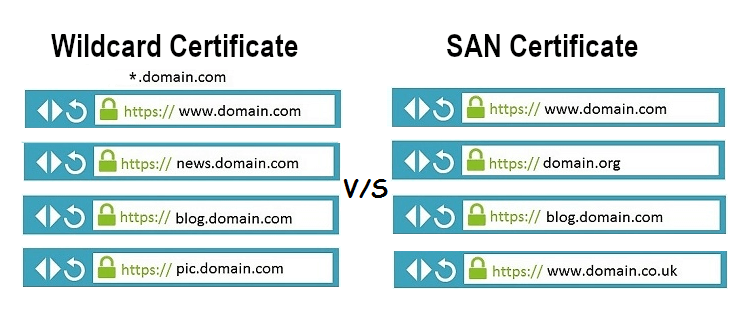 Wildcard Certificate
*.domain.com
https:// www.domain.com
https:// news.domain.com
https:// blog.domain.com
https:// pic.domain.com
V/S
SAN Certificate
https:// www.domain.com
https:// domain.org
https:// blog.domain.com
https:// www.domain.co.uk